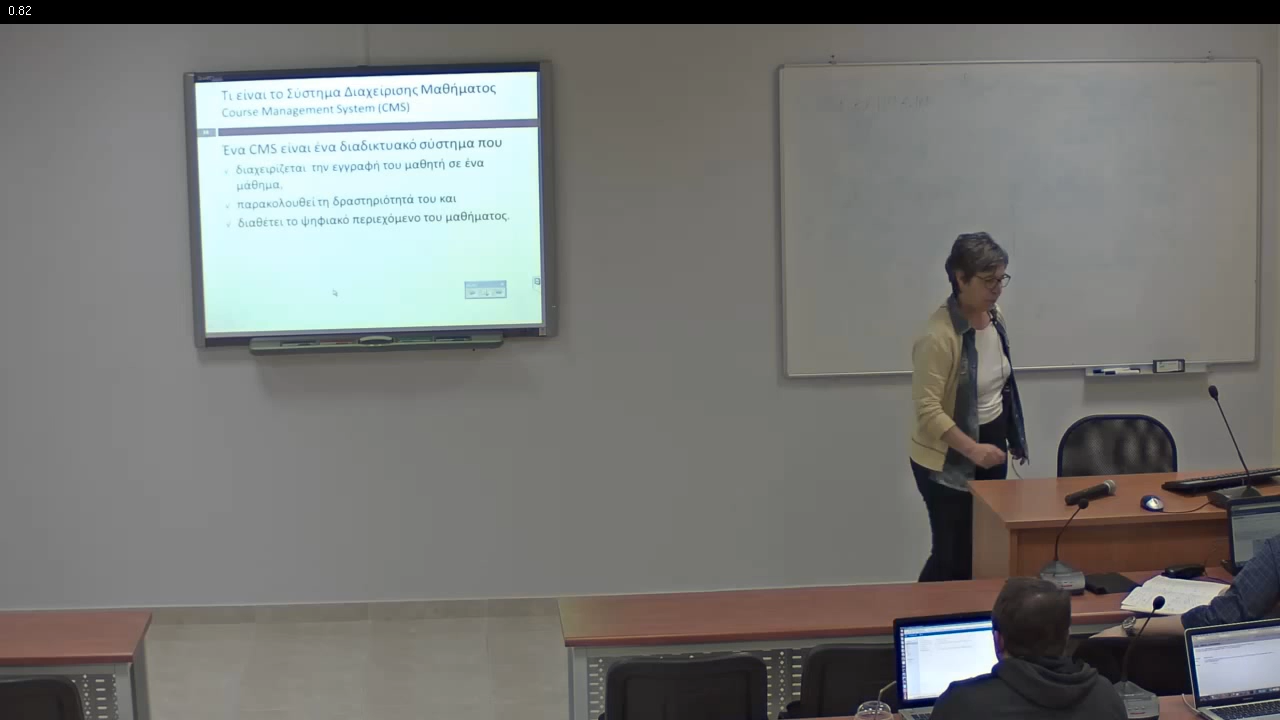 0.82
Τι είναι το Σύστημα Διαχείρισης Μαθήματος
Course Management System (CMS)
Ένα CMS είναι ένα διαδικτυακό σύστημα που
διαχειρίζεται την εγγραφή του μαθητή σε ένα
μάθημα,
παρακολουθεί τη δραστηριότητά του και
διαθέτει το ψηφιακό περιεχόμενο του μαθήματος.